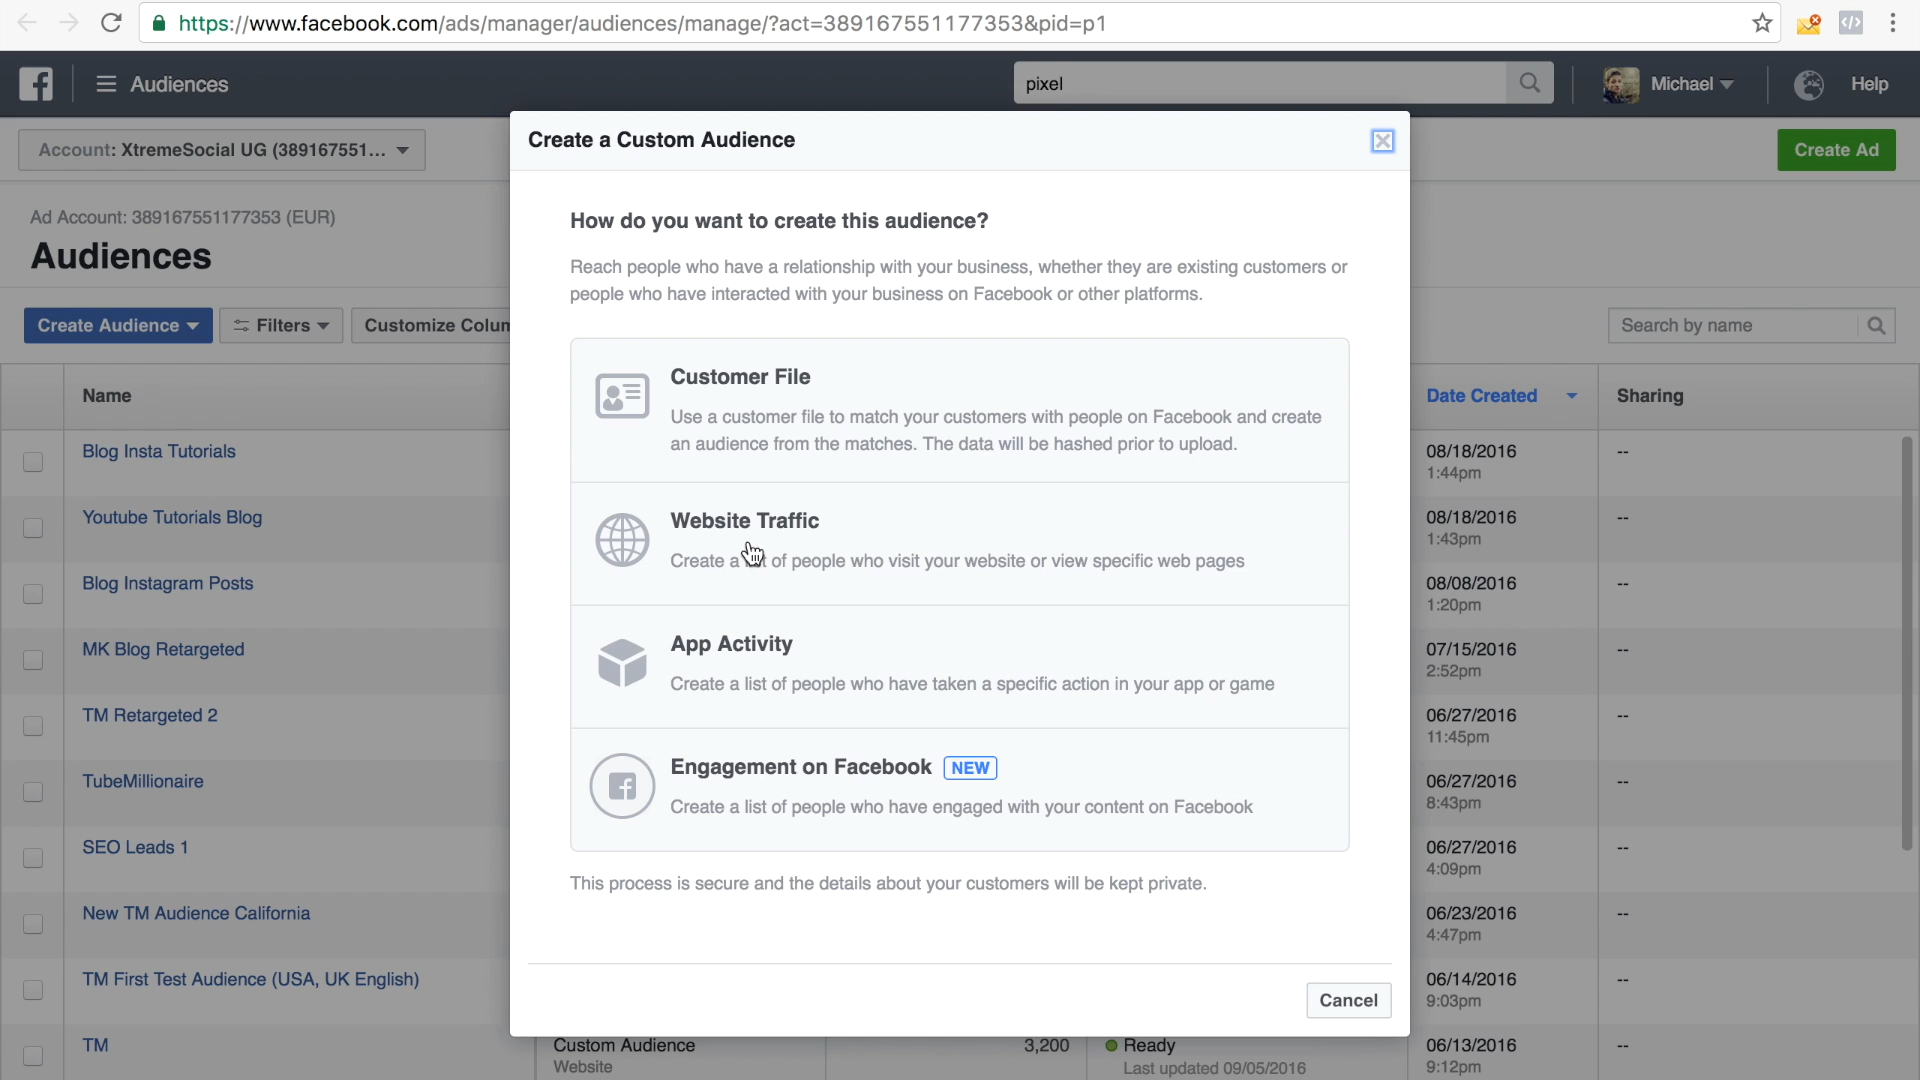 https://www.facebook.com/ads/manager/audiences/manage/?act=389167551177353&pid=p1
Audiences
pixel
Michael
Help
Account: XtremeSocial UG (389167551...
Create Ad
Ad Account: 389167551177353 (EUR)
Audiences
Create Audience
Filters
Customize Colum
Search by name
Name
Date Created
Sharing
Blog Insta Tutorials
08/18/2016
1:44pm
--
Youtube Tutorials Blog
08/18/2016
1:43pm
--
Blog Instagram Posts
08/08/2016
1:20pm
--
MK Blog Retargeted
07/15/2016
2:52pm
--
TM Retargeted 2
06/27/2016
11:45pm
--
TubeMillionaire
06/27/2016
8:43pm
--
SEO Leads 1
06/27/2016
4:09pm
--
New TM Audience California
06/23/2016
4:47pm
--
TM First Test Audience (USA, UK English)
06/14/2016
9:03pm
--
TM
Custom Audience
Website
3,200
Ready
Last updated 09/05/2016
06/13/2016
9:12pm
--
Create a Custom Audience
How do you want to create this audience?
Reach people who have a relationship with your business, whether they are existing customers or
people who have interacted with your business on Facebook or other platforms.
Customer File
Use a customer file to match your customers with people on Facebook and create
an audience from the matches. The data will be hashed prior to upload.
Website Traffic
Create a list of people who visit your website or view specific web pages
App Activity
Create a list of people who have taken a specific action in your app or game
Engagement on Facebook NEW
Create a list of people who have engaged with your content on Facebook
This process is secure and the details about your customers will be kept private.
Cancel